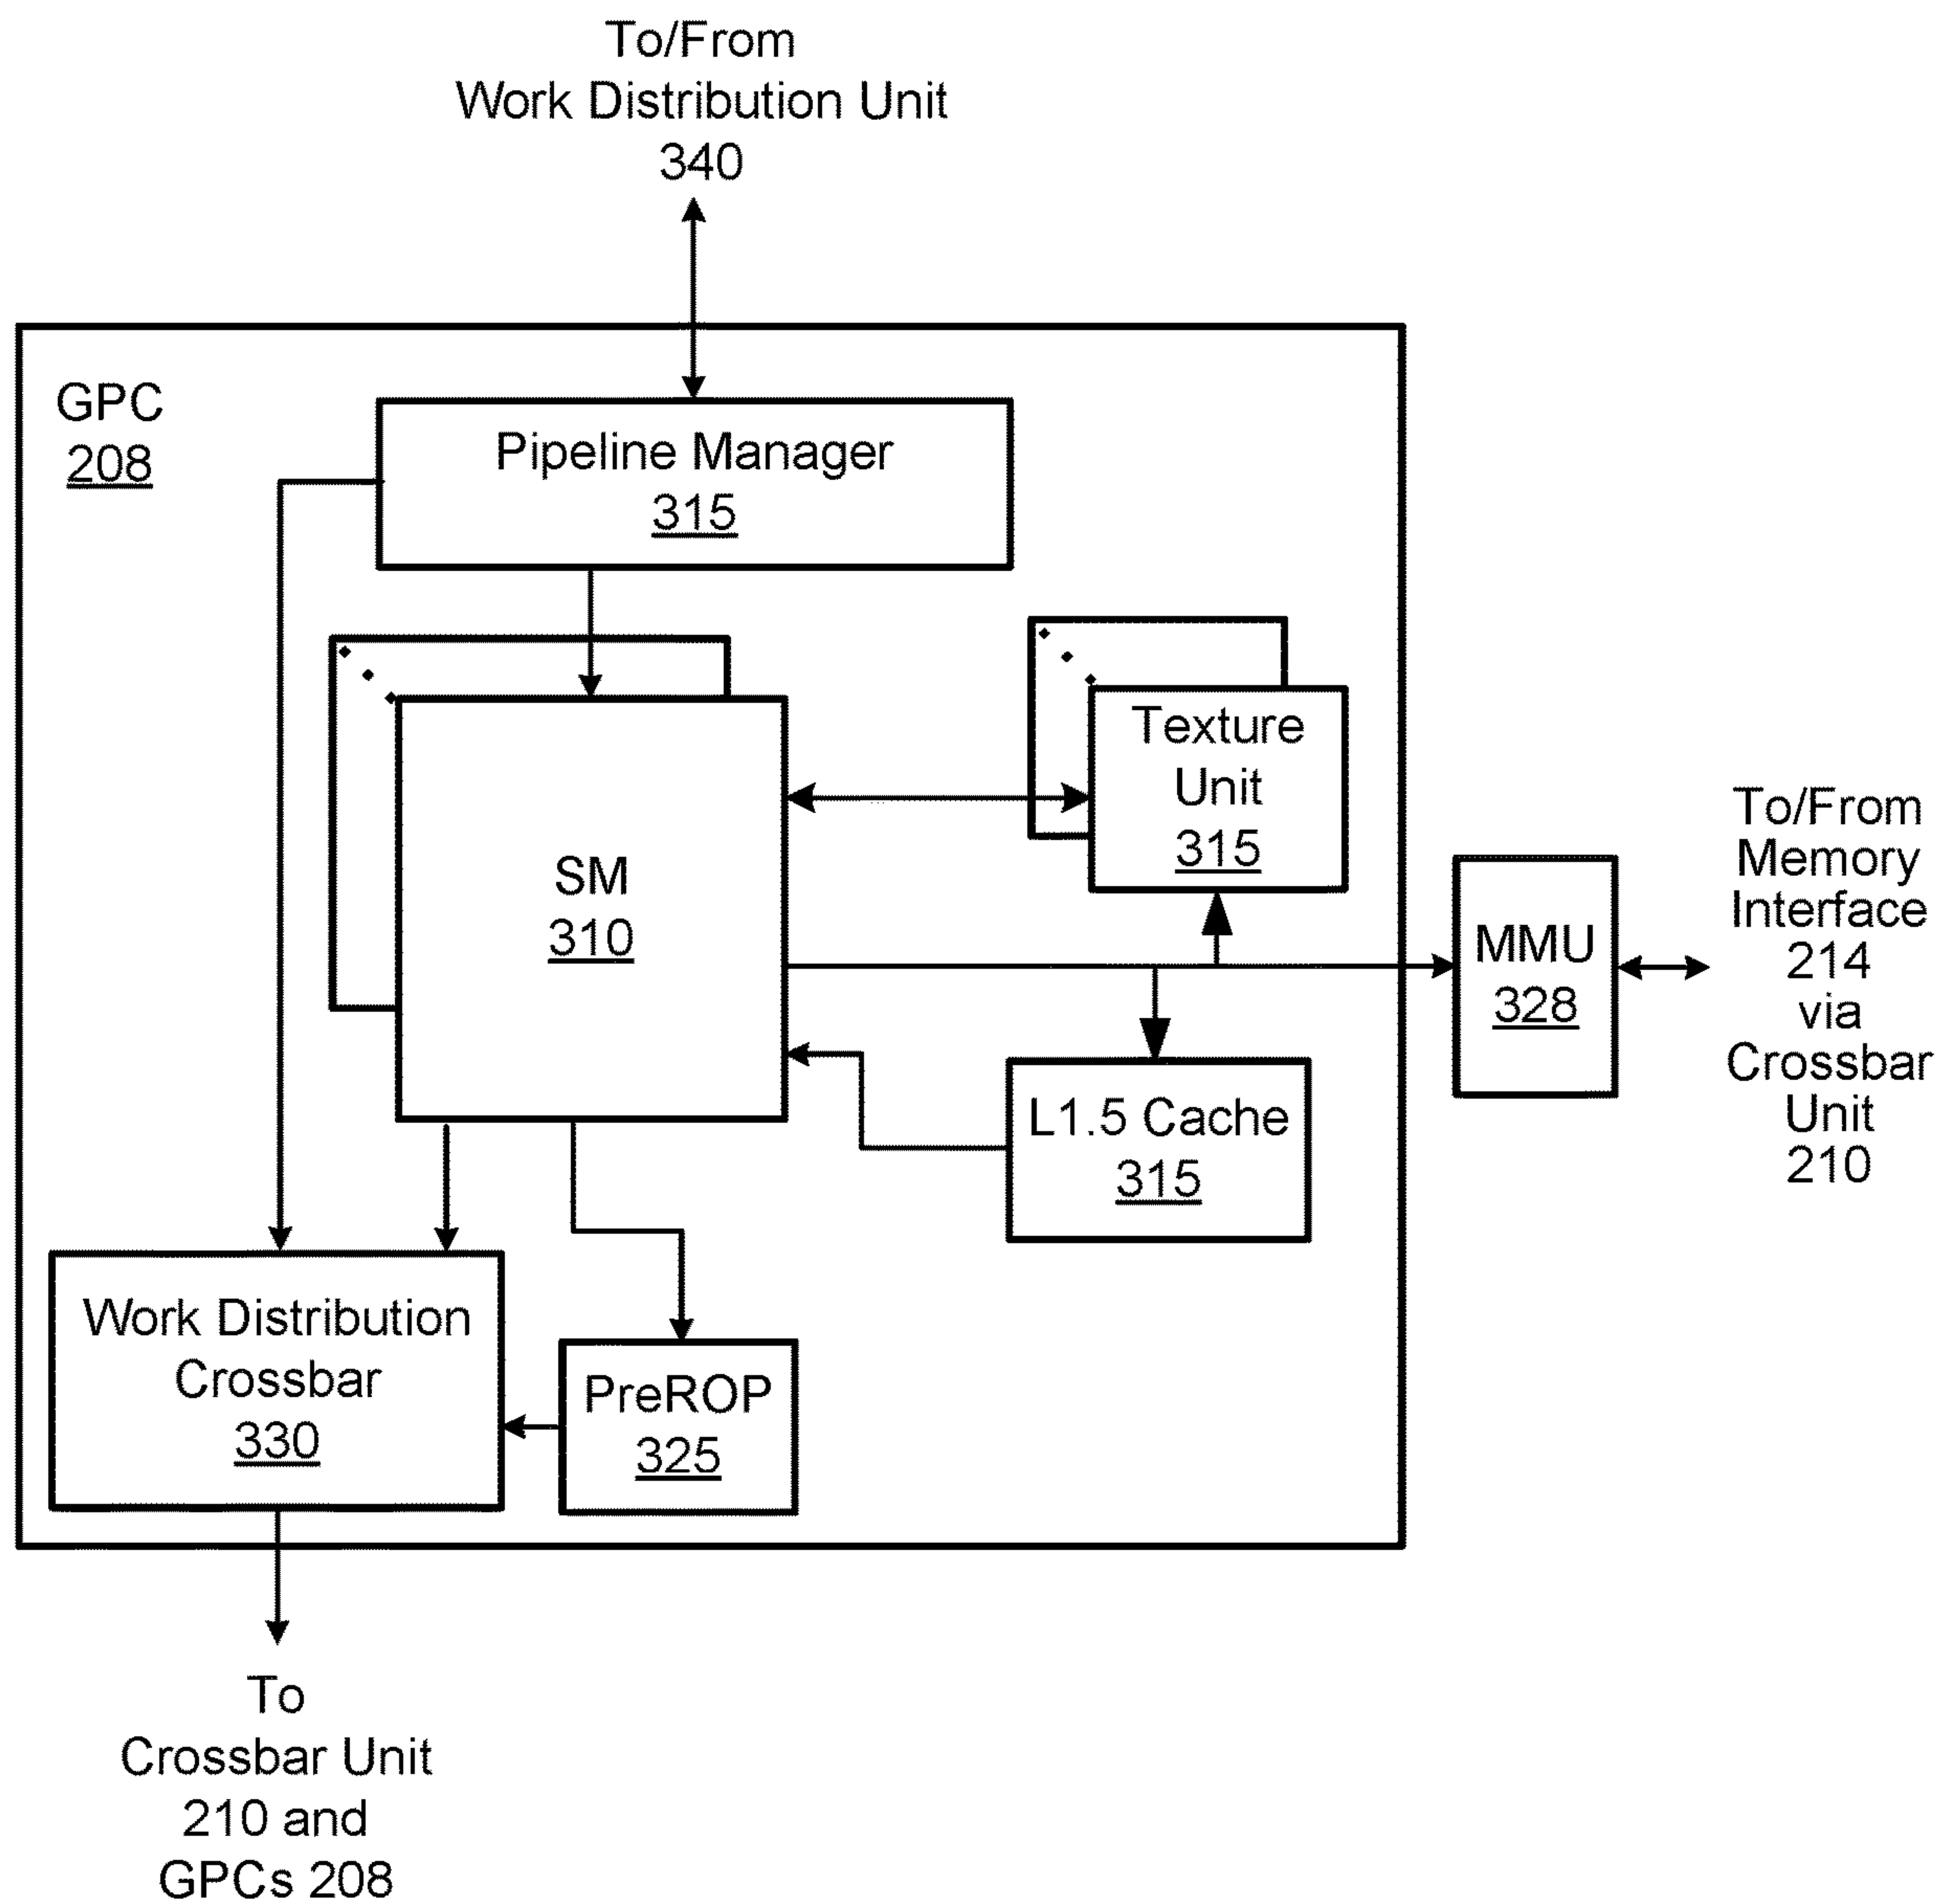 To/From
Work Distribution Unit
340
GPC
208
Pipeline Manager
315
Texture
Unit
315
SM
310
To/From
Memory
Interface
214
via
Crossbar
Unit
210
MMU
328
L1.5 Cache
315
Work Distribution
Crossbar
330
PreROP
325
To
Crossbar Unit
210 and
GPCs 208